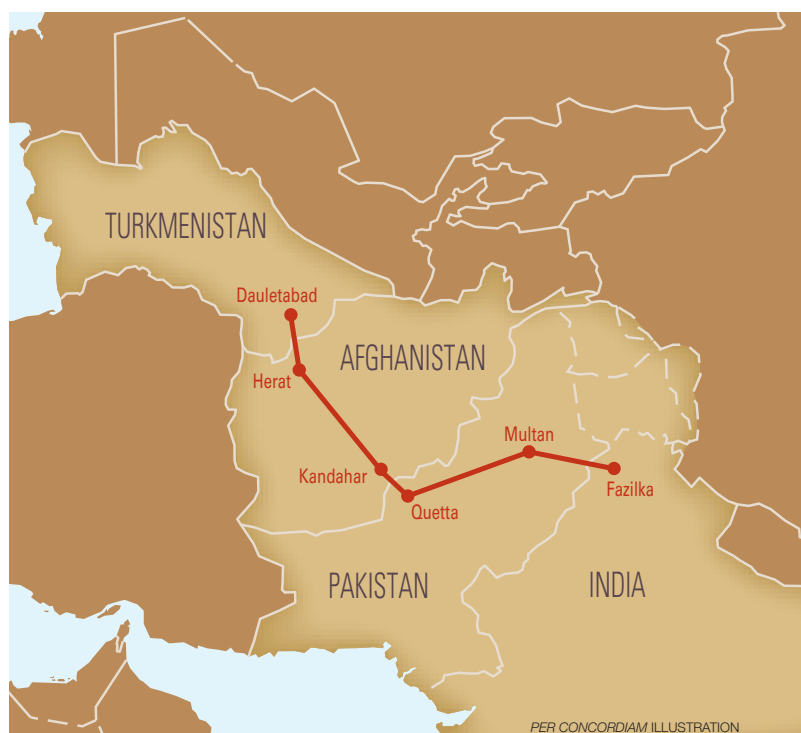 TURKMENISTAN
Dauletabad
AFGHANISTAN
Herat
Multan
Kandahar
Fazilka
Quetta
PAKISTAN
INDIA
PER CONCORDIAM ILLUSTRATION